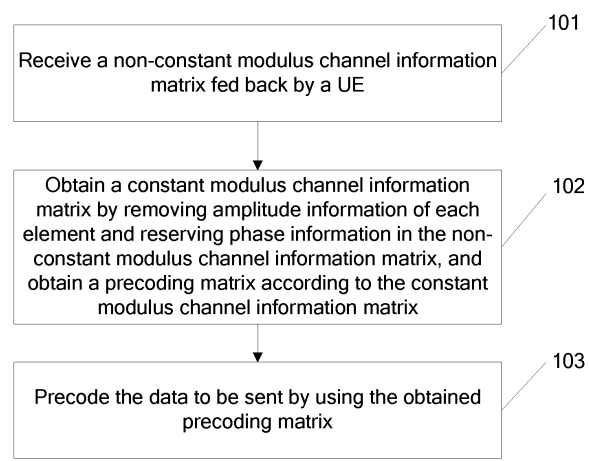 101
Receive a non-constant modulus channel information
matrix fed back by a UE
102
Obtain a constant modulus channel information
matrix by removing amplitude information of each
element and reserving phase information in the non-
constant modulus channel information matrix, and
obtain a precoding matrix according to the constant
modulus channel information matrix
103
Precode the data to be sent by using the obtained
precoding matrix